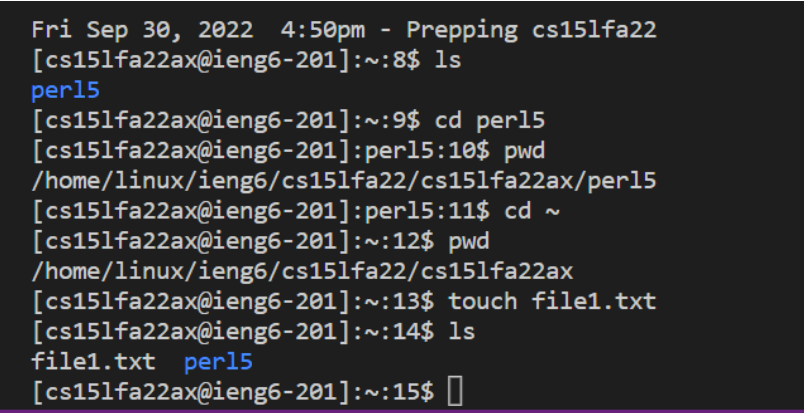 Fri Sep 30, 2022  4:50pm - Prepping cs15lfa22
[cs15lfa22ax@ieng6-201]:~:8$ ls
perl5
[cs15lfa22ax@ieng6-201]:~:9$ cd perl5
[cs15lfa22ax@ieng6-201]:perl5:10$ pwd
/home/linux/ieng6/cs15lfa22/cs15lfa22ax/perl5
[cs15lfa22ax@ieng6-201]:perl5:11$ cd ~
[cs15lfa22ax@ieng6-201]:~:12$ pwd
/home/linux/ieng6/cs15lfa22/cs15lfa22ax
[cs15lfa22ax@ieng6-201]:~:13$ touch file1.txt
[cs15lfa22ax@ieng6-201]:~:14$ ls
file1.txt  perl5
[cs15lfa22ax@ieng6-201]:~:15$